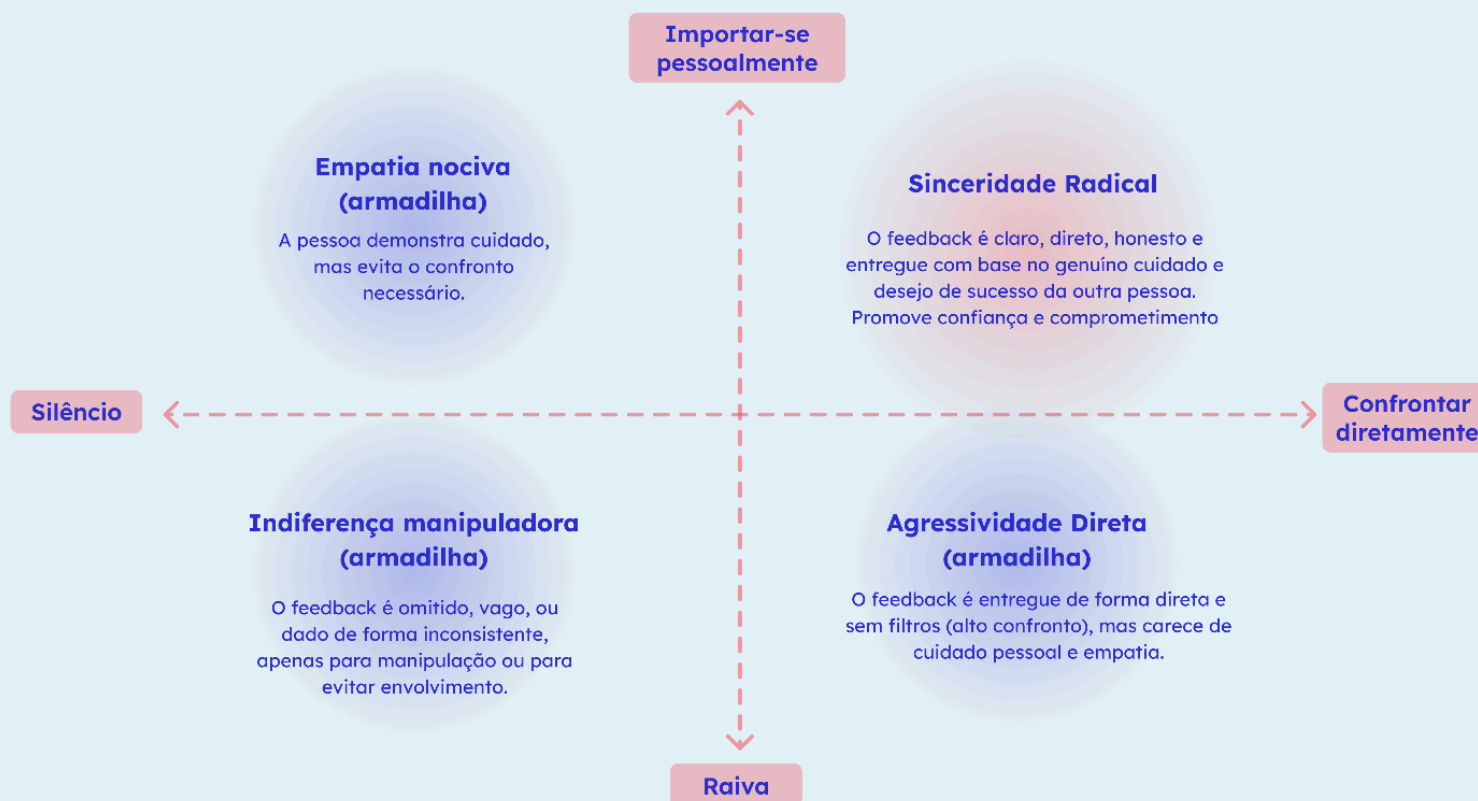 Importar-se
pessoalmente
Empatia nociva
(armadilha)
A pessoa demonstra cuidado,
mas evita o confronto
necessário.
Sinceridade Radical
O feedback é claro, direto, honesto e
entregue com base no genuíno cuidado e
desejo de sucesso da outra pessoa.
Promove confiança e comprometimento
Silêncio
Confrontar
diretamente
Indiferença manipuladora
(armadilha)
O feedback é omitido, vago, ou
dado de forma inconsistente,
apenas para manipulação ou para
evitar envolvimento.
Agressividade Direta
(armadilha)
O feedback é entregue de forma direta e
sem filtros (alto confronto), mas carece de
cuidado pessoal e empatia.
Raiva